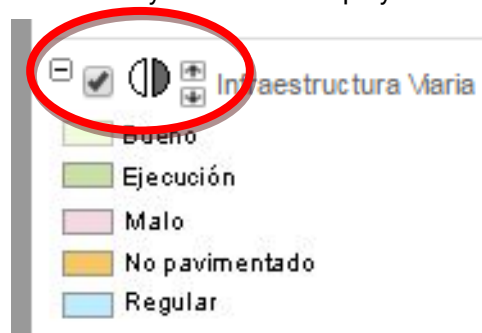 Infraestructura Viaria
Bueno
Ejecución
Malo
No pavimentado
Regular